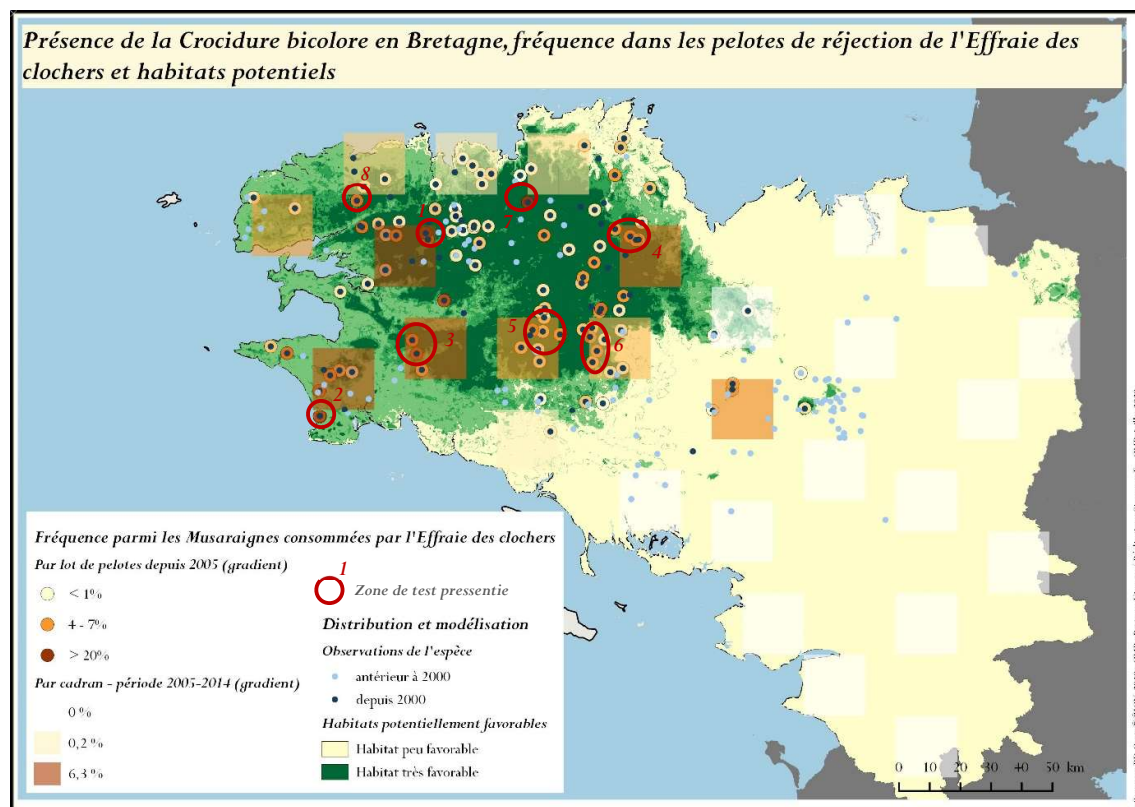 Présence de la Crocidure bicolore en Bretagne, fréquence dans les pelotes de réjection de l'Effraie des
clochers et habitats potentiels
8
1
7
4
3
5
6
2
Fréquence parmi les Musaraignes consommées par l'Effraie des clochers
Par lot de pelotes depuis 2005 (gradient)
< 1%
4 - 7%
> 20%
Par cadran - période 2005-2014 (gradient)
0 %
0,2 %
6,3 %
1
Zone de test pressentie
Distribution et modélisation
Observations de l'espèce
antérieur à 2000
depuis 2000
Habitats potentiellement favorables
Habitat peu favorable
Habitat très favorable
0 10 20 30 40 50 km